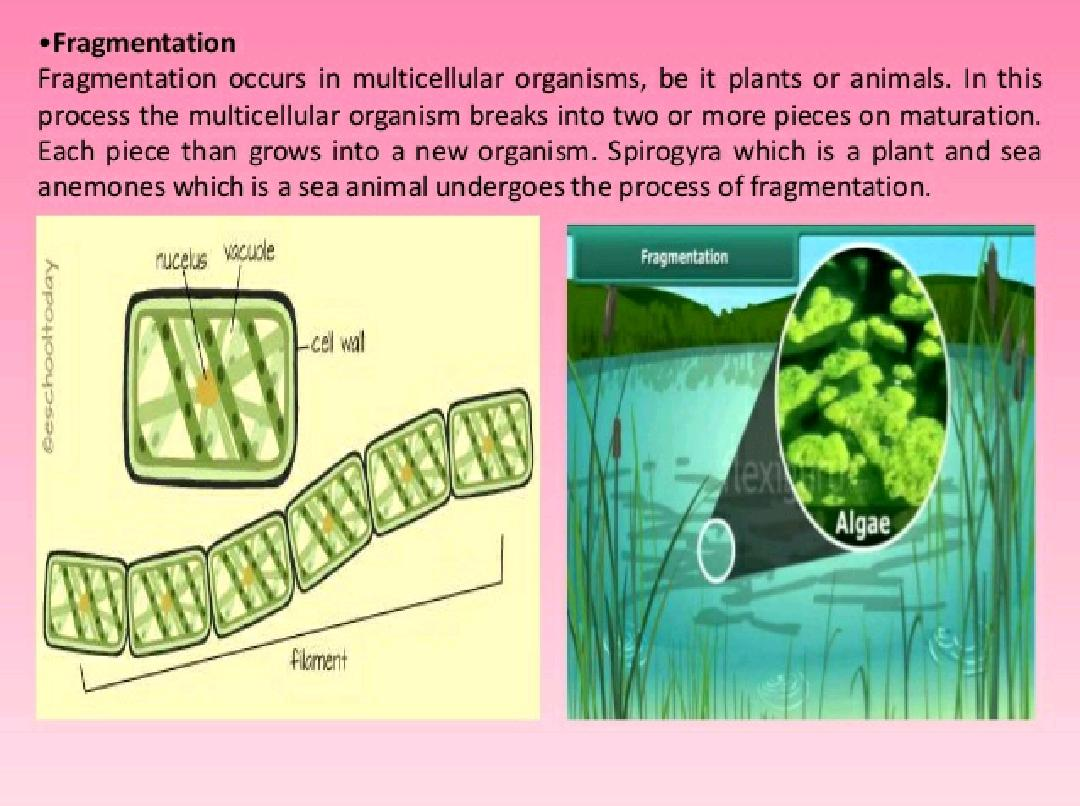 •Fragmentation
Fragmentation occurs in multicellular organisms, be it plants or animals. In this
process the multicellular organism breaks into two or more pieces on maturation.
Each piece than grows into a new organism. Spirogyra which is a plant and sea
anemones which is a sea animal undergoes the process of fragmentation.
nucelus
vacuole
cell wall
filament
©eschooltoday
Fragmentation
Algae